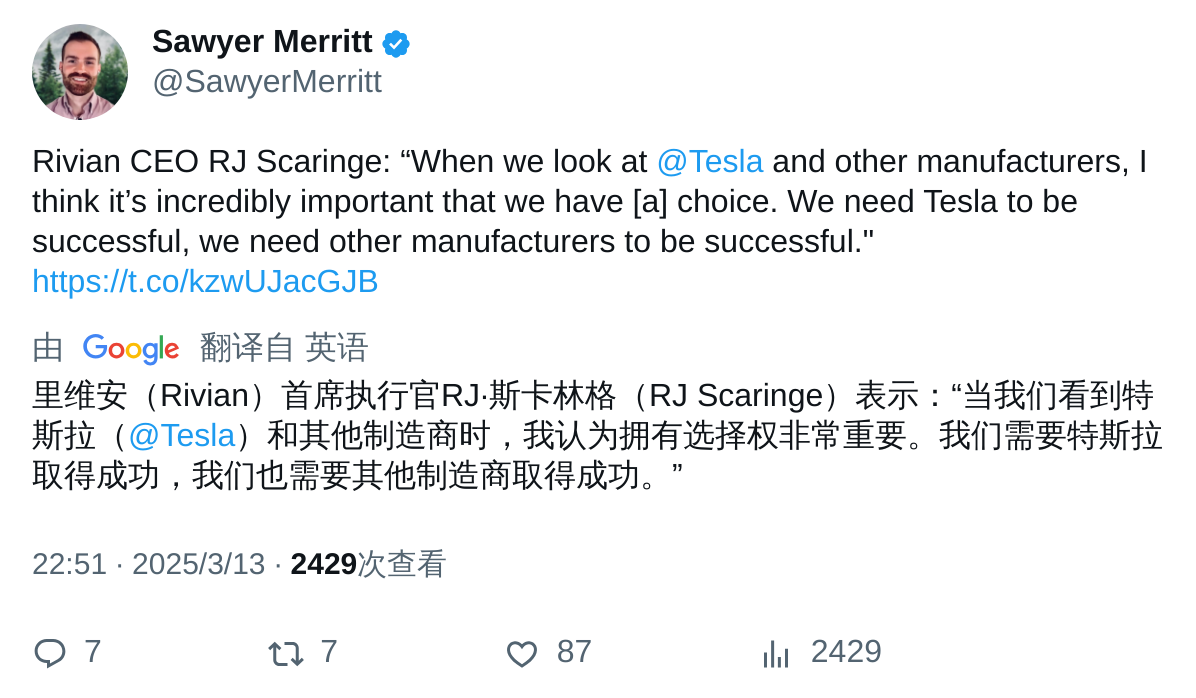 Sawyer Merritt
@SawyerMerritt
Rivian CEO RJ Scaringe: “When we look at @Tesla and other manufacturers, I
think it’s incredibly important that we have [a] choice. We need Tesla to be
successful, we need other manufacturers to be successful."
https://t.co/kzwUJacGJB
由 Google 翻译自 英语
里维安（Rivian）首席执行官RJ·斯卡林格（RJ Scaringe）表示：“当我们看到特
斯拉（@Tesla）和其他制造商时，我认为拥有选择权非常重要。我们需要特斯拉
取得成功，我们也需要其他制造商取得成功。”
22:51 · 2025/3/13 · 2429次查看
7 7 87 2429